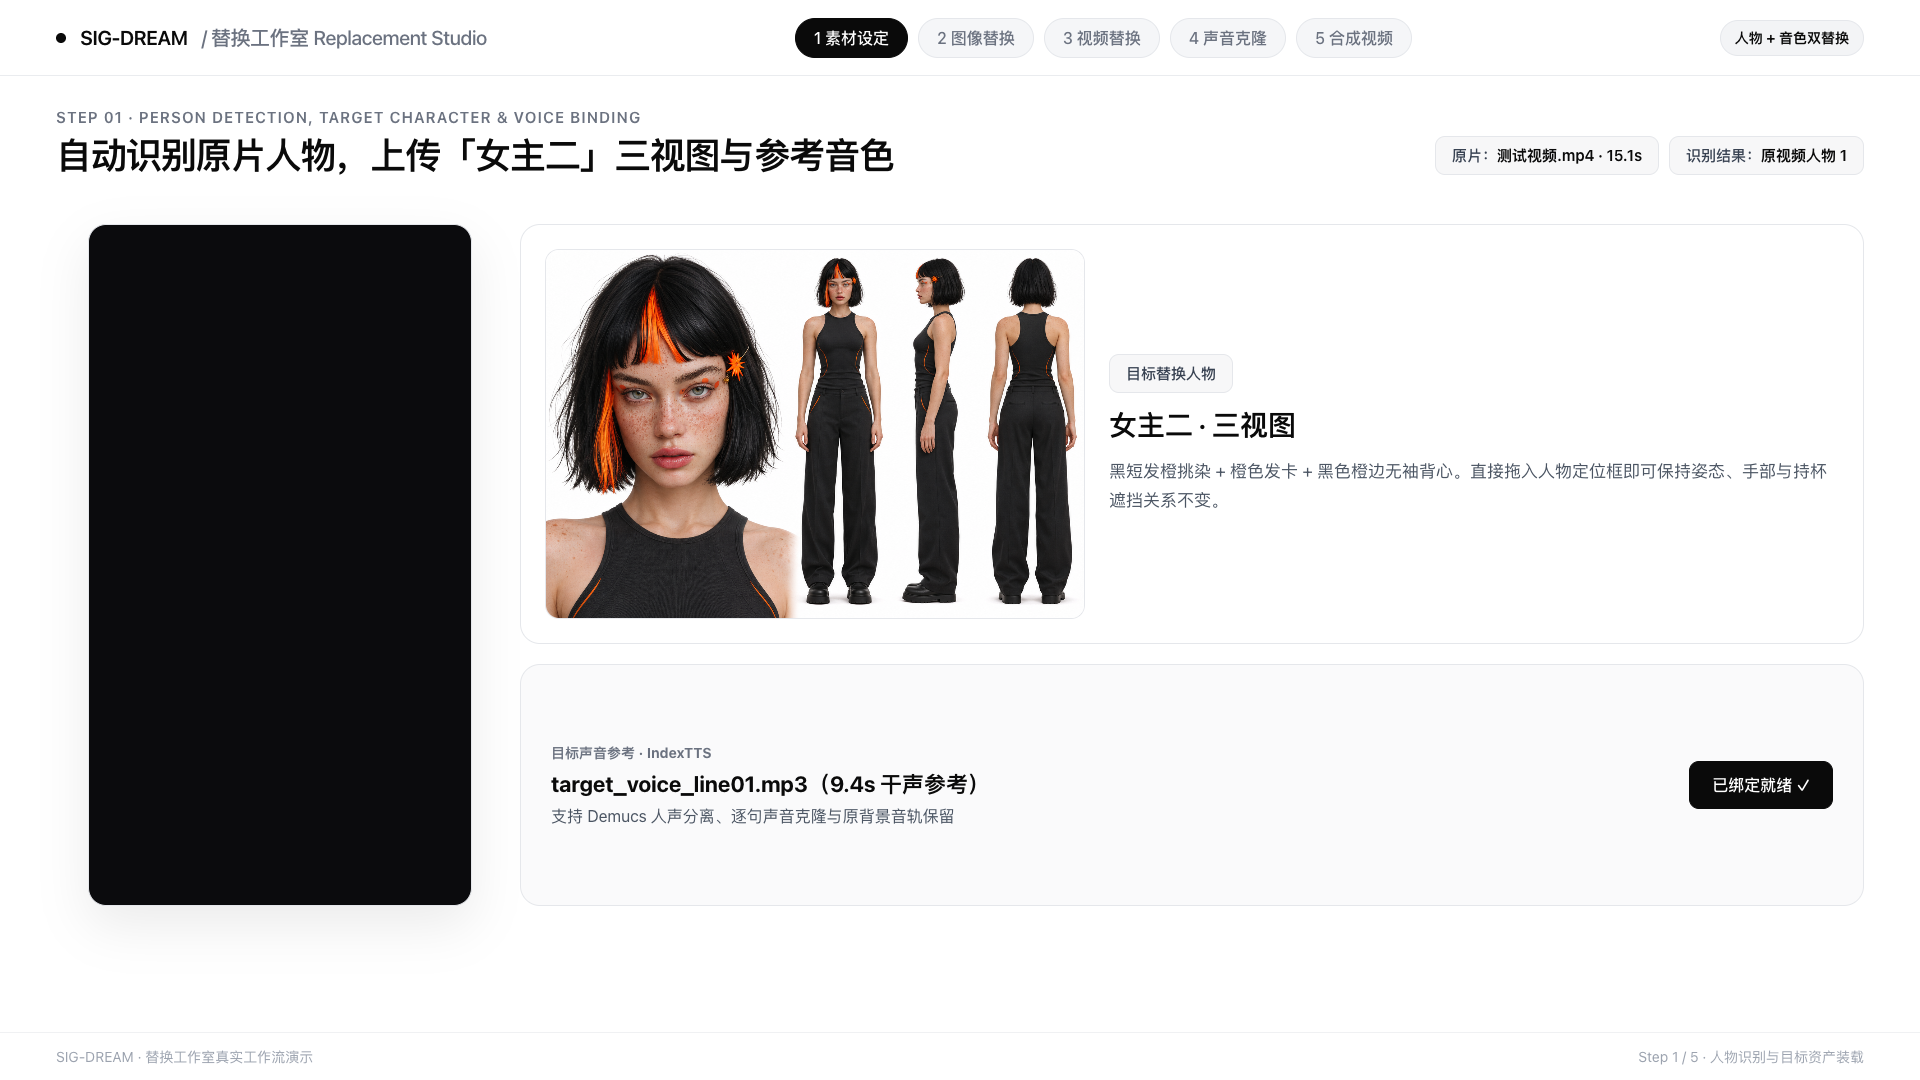 SIG-DREAM / 替换工作室 Replacement Studio
1 素材设定
2 图像替换
3 视频替换
4 声音克隆
5 合成视频
人物 + 音色双替换
STEP 01 · PERSON DETECTION, TARGET CHARACTER & VOICE BINDING
自动识别原片人物，上传「女主二」三视图与参考音色
原片：测试视频.mp4 · 15.1s
识别结果：原视频人物 1
目标替换人物
女主二 · 三视图
黑短发橙挑染 + 橙色发卡 + 黑色橙边无袖背心。直接拖入人物定位框即可保持姿态、手部与持杯
遮挡关系不变。
目标声音参考 · IndexTTS
target_voice_line01.mp3（9.4s 干声参考）
支持 Demucs 人声分离、逐句声音克隆与原背景音轨保留
已绑定就绪 ✓
SIG-DREAM · 替换工作室真实工作流演示
Step 1 / 5 · 人物识别与目标资产装载